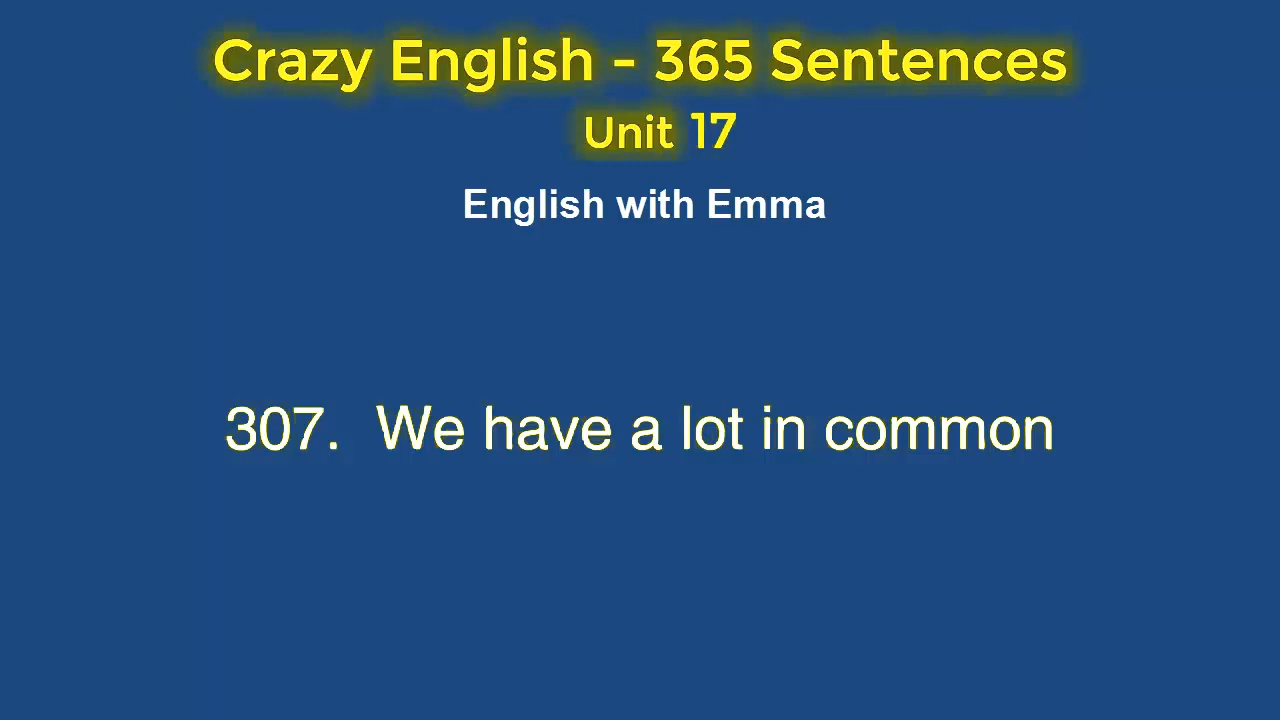 Crazy English - 365 Sentences
Unit 17
English with Emma
307. We have a lot in common